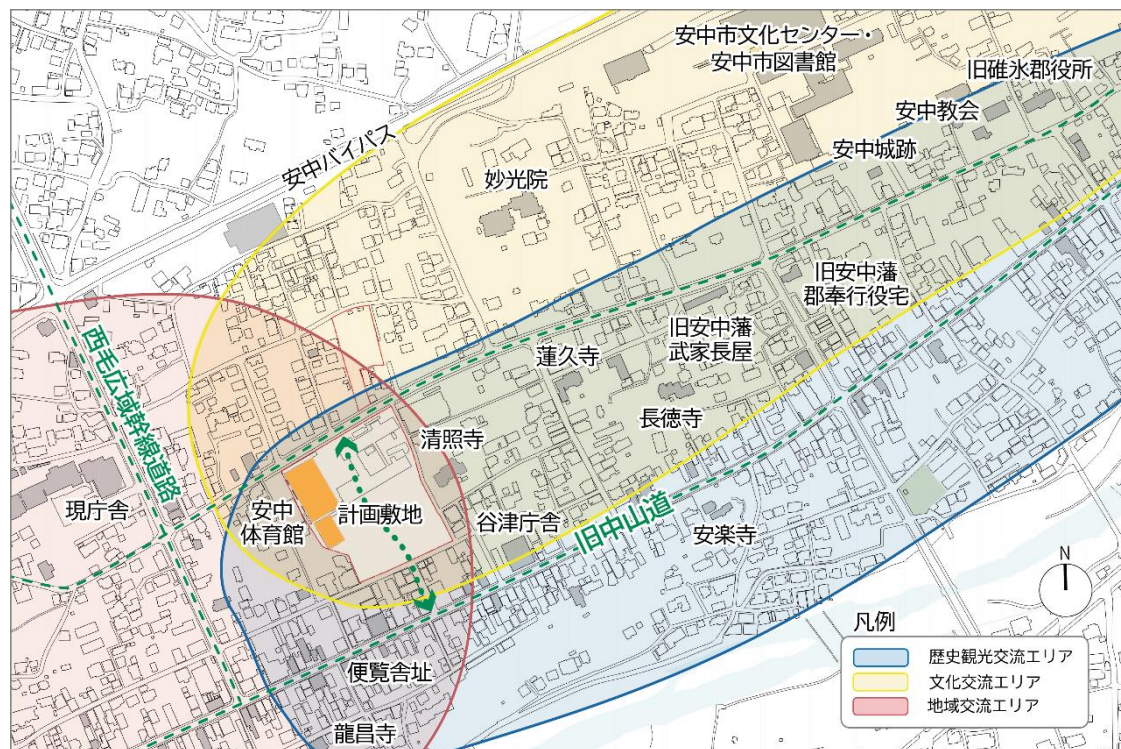 安中市文化センター・
安中市図書館
旧碓氷郡役所
安中教会
安中城跡
安中バイパス
妙光院
旧安中藩
郡奉行役宅
旧安中藩
武家長屋
蓮久寺
長徳寺
西毛広域幹線道路
清照寺
現庁舎
安中
体育館
計画敷地
谷津庁舎
旧中山道
安楽寺
便覧舎址
龍昌寺
N
凡例
歴史観光交流エリア
文化交流エリア
地域交流エリア